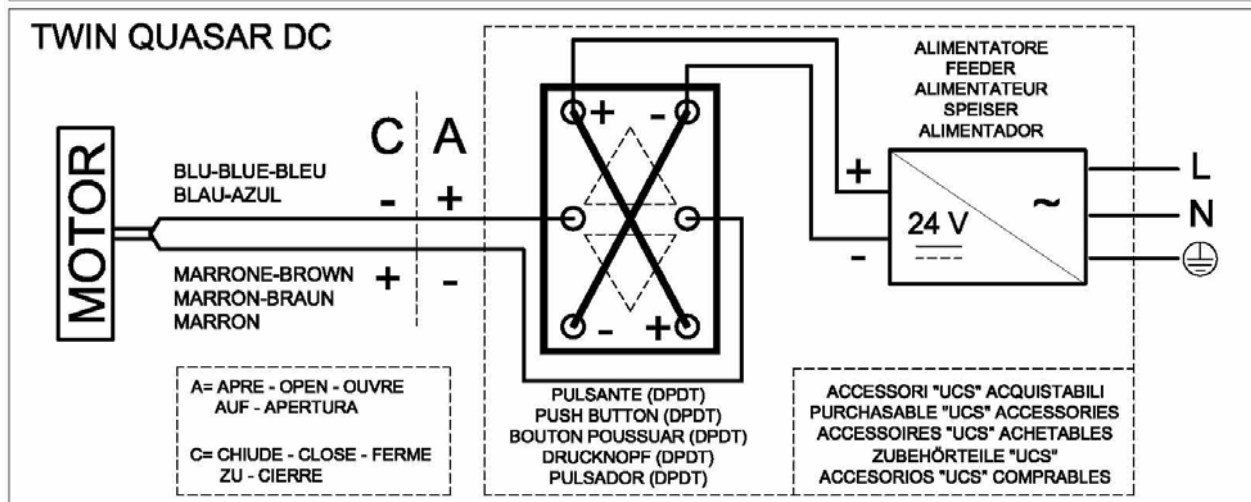 TWIN QUASAR DC
MOTOR
BLU-BLUE-BLEU
BLAU-AZUL
C A
- +
+ -
MARRONE-BROWN
MARRON-BRAUN
MARRON
A= APRE - OPEN - OUVRE
AUF - APERTURA
C= CHIUDE - CLOSE - FERME
ZU - CIERRE
+ -
- +
PULSANTE (DPDT)
PUSH BUTTON (DPDT)
BOUTON POUSSUAR (DPDT)
DRUCKNOPF (DPDT)
PULSADOR (DPDT)
ALIMENTATORE
FEEDER
ALIMENTATEUR
SPEISER
ALIMENTADOR
+
-
24 V
~
L
N
ACCESSORI "UCS" ACQUISTABILI
PURCHASABLE "UCS" ACCESSORIES
ACCESSOIRES "UCS" ACHETABLES
ZUBEHÖRTEILE "UCS"
ACCESORIOS "UCS" COMPRABLES